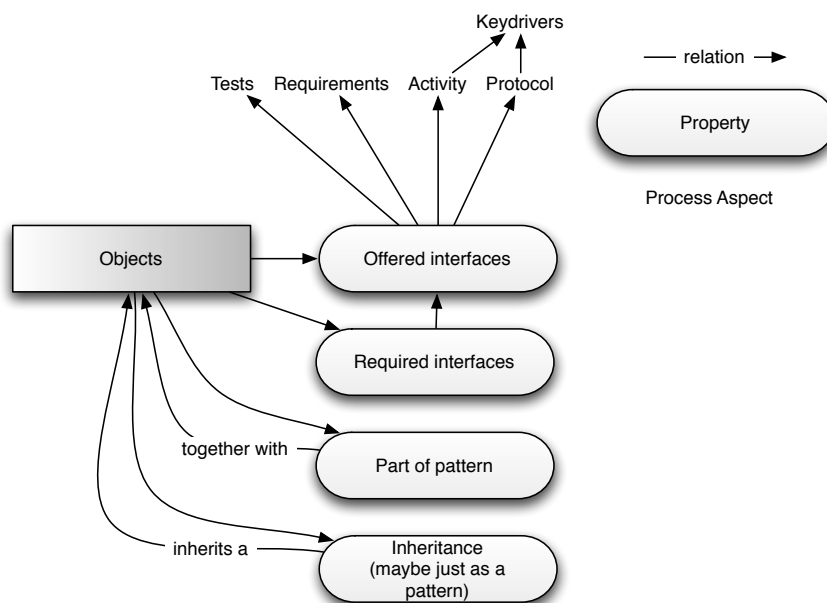 Keydrivers
relation
Tests Requirements Activity Protocol
Property
Process Aspect
Objects
Offered interfaces
Required interfaces
together with
Part of pattern
inherits a
Inheritance
(maybe just as a
pattern)